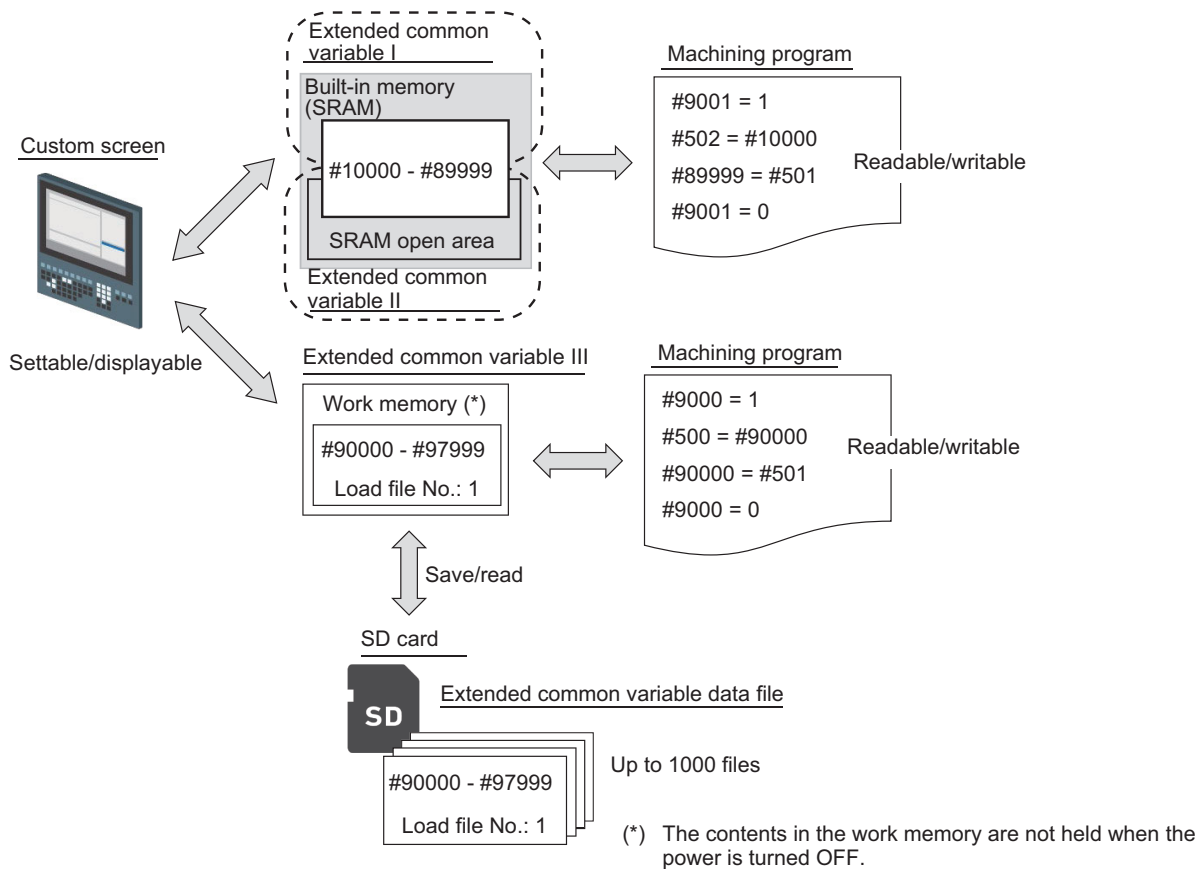 Extended common
variable I
Built-in memory
(SRAM)
#10000 - #89999
SRAM open area
Extended common
variable II
Machining program
#9001 = 1
#502 = #10000
#89999 = #501
#9001 = 0
Readable/writable
Custom screen
Settable/displayable
Extended common variable III
Work memory (*)
#90000 - #97999
Load file No.: 1
Machining program
#9000 = 1
#500 = #90000
#90000 = #501
#9000 = 0
Readable/writable
Save/read
SD card
SD
Extended common variable data file
#90000 - #97999
Load file No.: 1
Up to 1000 files
(*) The contents in the work memory are not held when the
power is turned OFF.